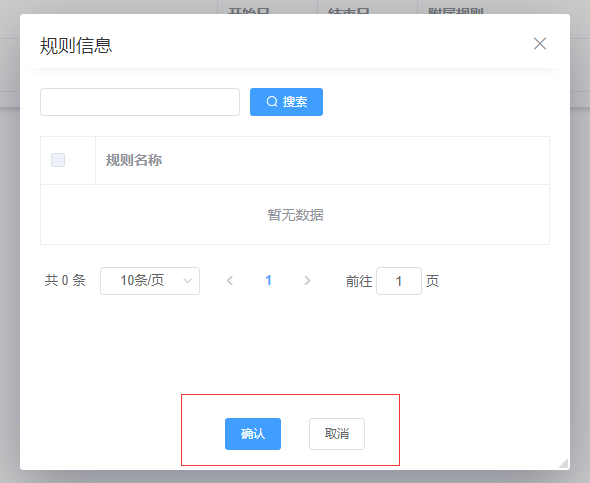 开始日 结束日 附属规则
规则信息
搜索
规则名称
暂无数据
共 0 条 10条/页 1 前往 1 页
确认 取消